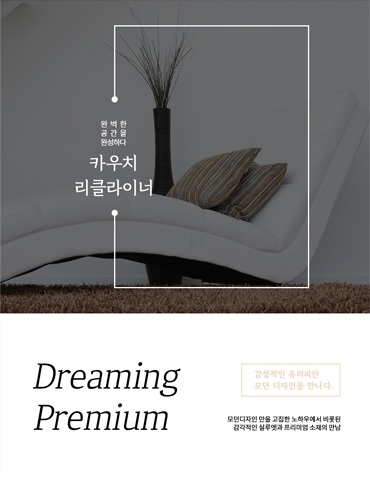 완벽한
공간을
완성하다
카우치
리클라이너
Dreaming
Premium
감성적인 유러피안
모던 디자인을 만나다.
모던디자인 만을 고집한 노하우에서 비롯된
감각적인 실루엣과 프리미엄 소재의 만남